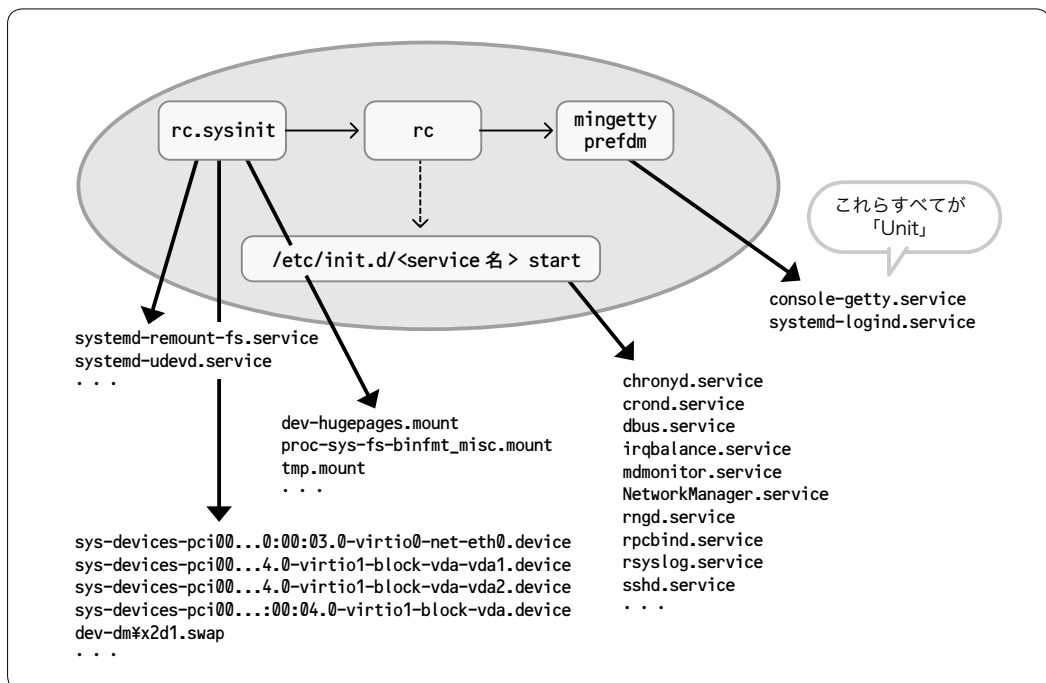 rc.sysinit
rc
mingetty
prefdm
/etc/init.d/<service 名> start
これらすべてが
「Unit」
console-getty.service
systemd-logind.service
systemd-remount-fs.service
systemd-udevd.service
・・・
dev-hugepages.mount
proc-sys-fs-binfmt_misc.mount
tmp.mount
・・・
chronyd.service
crond.service
dbus.service
irqbalance.service
mdmonitor.service
NetworkManager.service
rngd.service
rpcbind.service
rsyslog.service
sshd.service
・・・
sys-devices-pci00...0:00:03.0-virtio0-net-eth0.device
sys-devices-pci00...4.0-virtio1-block-vda-vda1.device
sys-devices-pci00...4.0-virtio1-block-vda-vda2.device
sys-devices-pci00...:00:04.0-virtio1-block-vda.device
dev-dm¥x2d1.swap
・・・